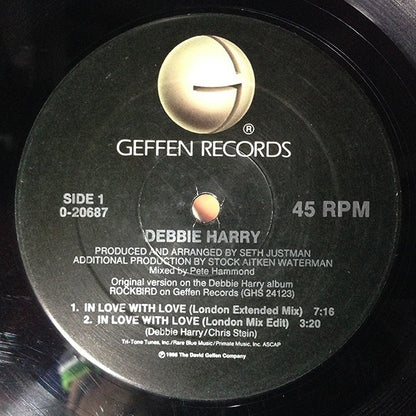 G
®
GEFFEN RECORDS
SIDE 1
0-20687
45 RPM
DEBBIE HARRY
PRODUCED AND ARRANGED BY SETH JUSTMAN
ADDITIONAL PRODUCTION BY STOCK AITKEN WATERMAN
Mixed by Pete Hammond
Original version on the Debbie Harry album
ROCKBIRD on Geffen Records (GHS 24123)
1. IN LOVE WITH LOVE (London Extended Mix) 7:16
2. IN LOVE WITH LOVE (London Mix Edit) 3:20
(Debbie Harry/Chris Stein)
Tri-Tone Tunes, Inc./Rare Blue Music/Primate Music, Inc. ASCAP
℗ 1986 The David Geffen Company